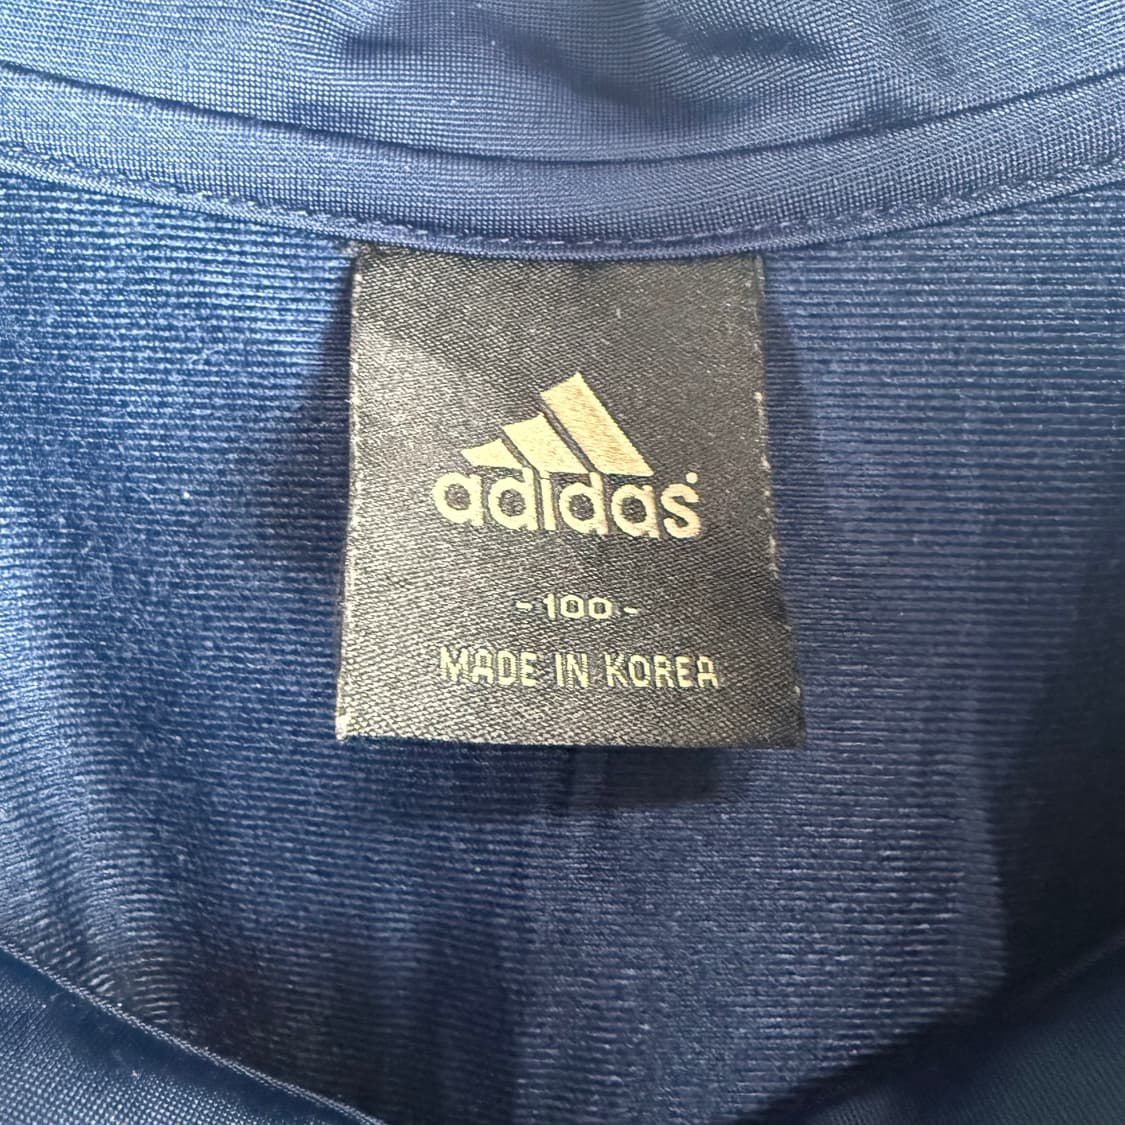 adidas
-100-
MADE IN KOREA